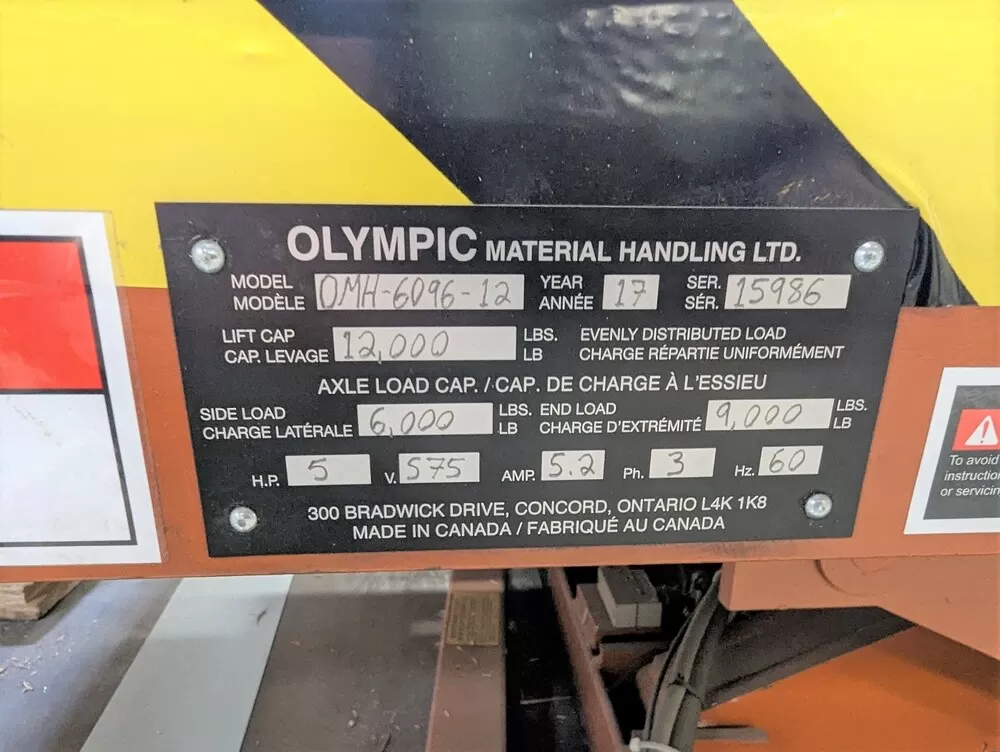 OLYMPIC MATERIAL HANDLING LTD.
MODEL
MODÈLE OMH-6096-12 YEAR
ANNÉE 17 SER.
SÉR. 15986
LIFT CAP
CAP. LEVAGE 12,000 LBS.
LB EVENLY DISTRIBUTED LOAD
CHARGE RÉPARTIE UNIFORMÉMENT
AXLE LOAD CAP. / CAP. DE CHARGE À L'ESSIEU
SIDE LOAD
CHARGE LATÉRALE 6,000 LBS.
LB END LOAD
CHARGE D'EXTRÉMITÉ 9,000 LBS.
LB
H.P. 5 V. 575 AMP. 5.2 Ph. 3 Hz. 60
300 BRADWICK DRIVE, CONCORD, ONTARIO L4K 1K8
MADE IN CANADA / FABRIQUÉ AU CANADA
To avoid
instruction
or servicin